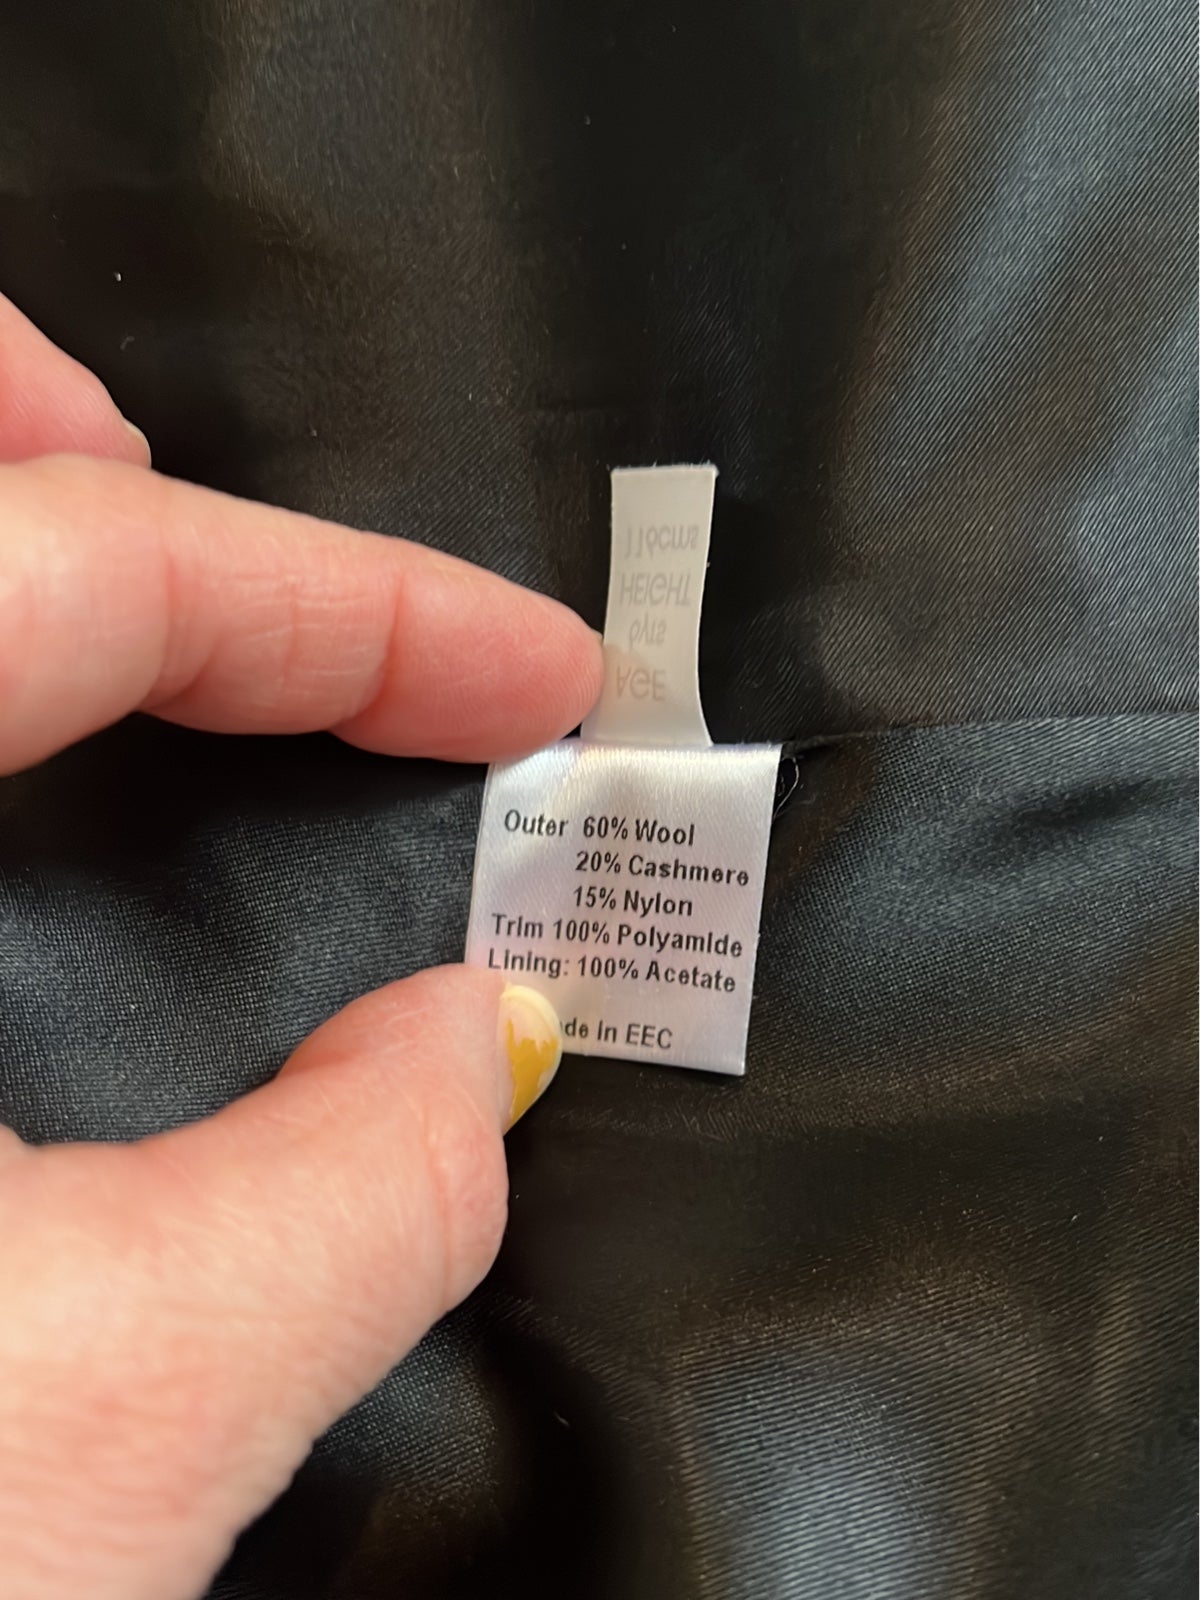 AGE
6yrs
HEIGHT
116cms
Outer 60% Wool
20% Cashmere
15% Nylon
Trim 100% Polyamide
Lining: 100% Acetate
in EEC